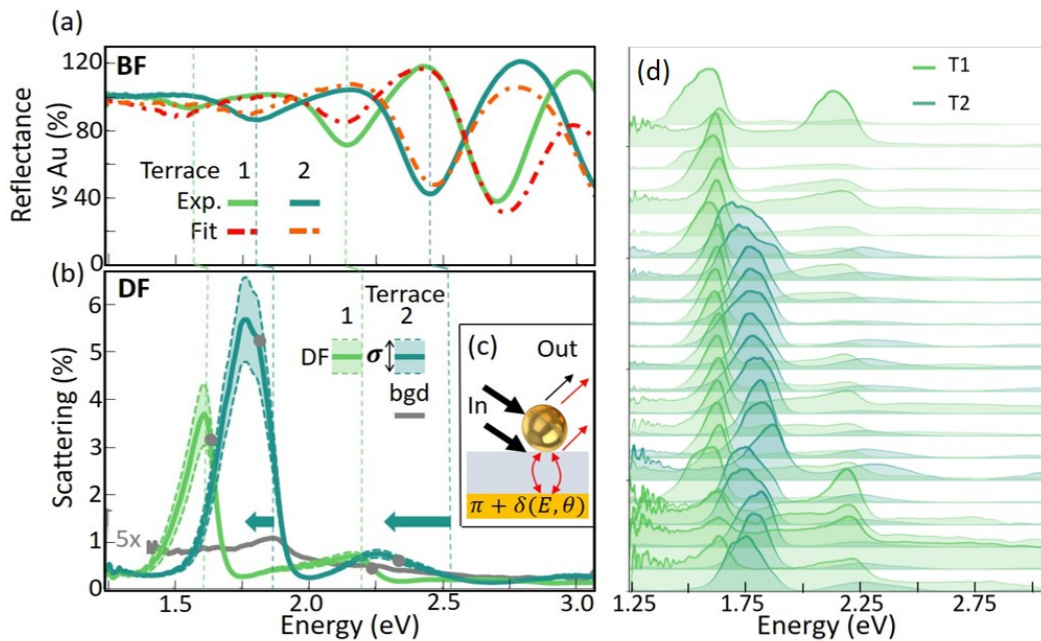 (a)
BF
Reflectance
vs Au (%)
120
80
40
0
Terrace 1 2
Exp.
Fit
(b)
DF
Terrace
1 2
DF σ
bgd
Scattering (%)
6
5
4
3
2
1
0
5x
(c)
Out
In
π + δ(E, θ)
1.5 2.0 2.5 3.0
Energy (eV)
(d)
T1
T2
1.25 1.75 2.25 2.75
Energy (eV)